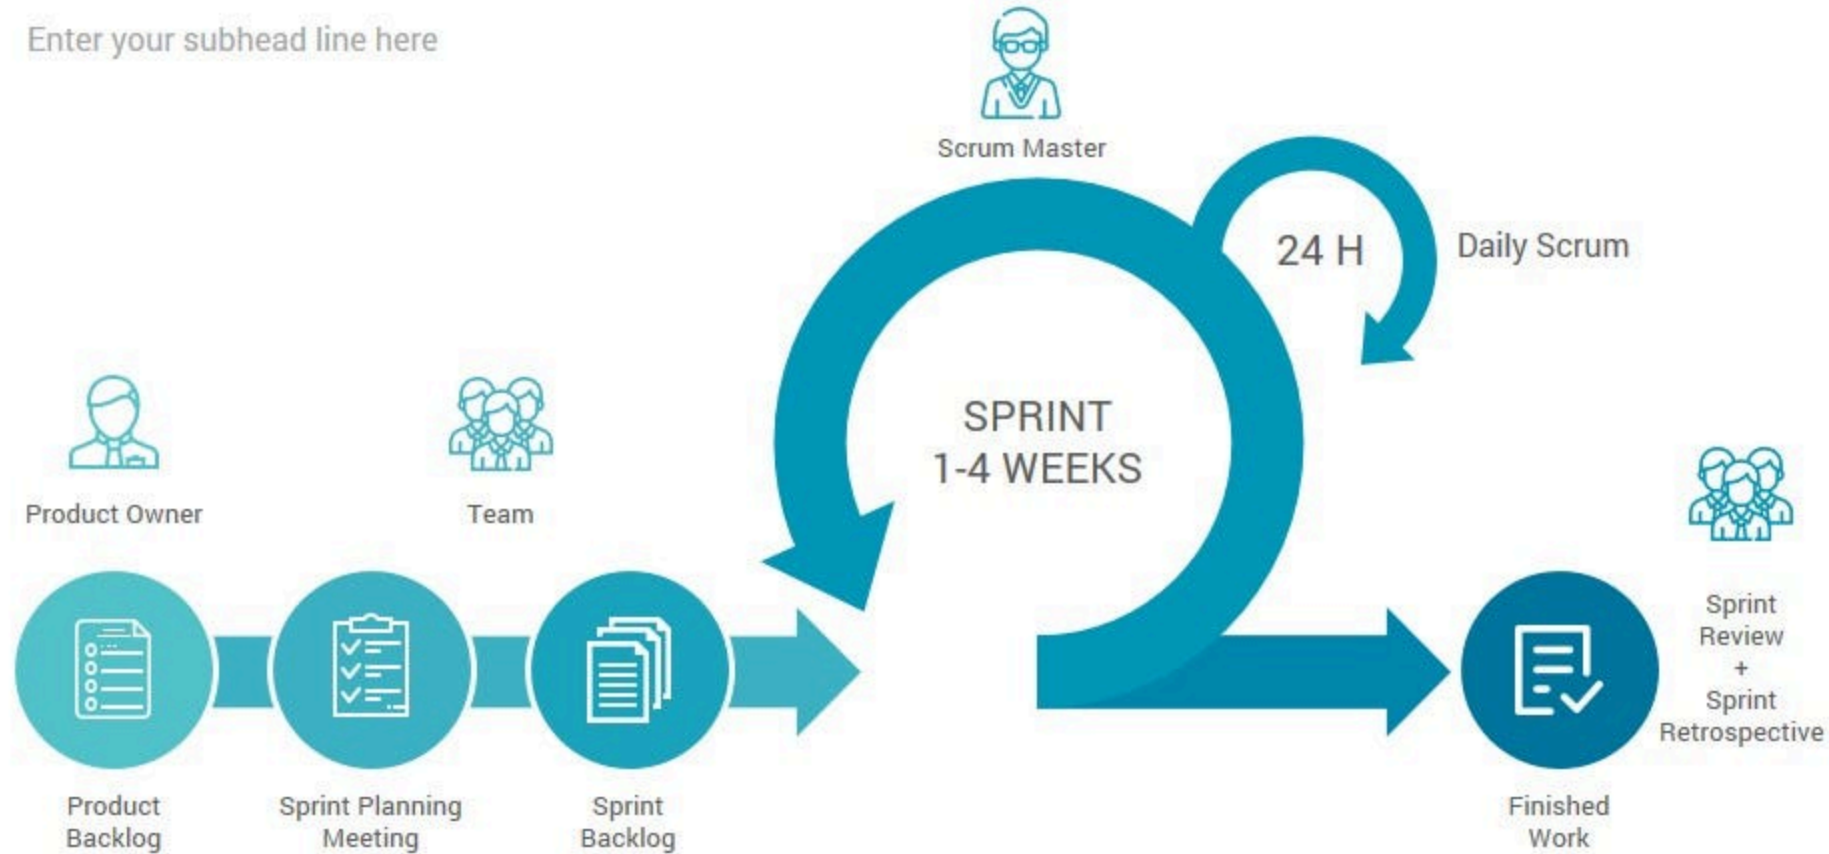 Enter your subhead line here
Scrum Master
24 H
Daily Scrum
SPRINT
1-4 WEEKS
Product Owner
Team
Product
Backlog
Sprint Planning
Meeting
Sprint
Backlog
Finished
Work
Sprint
Review
+
Sprint
Retrospective